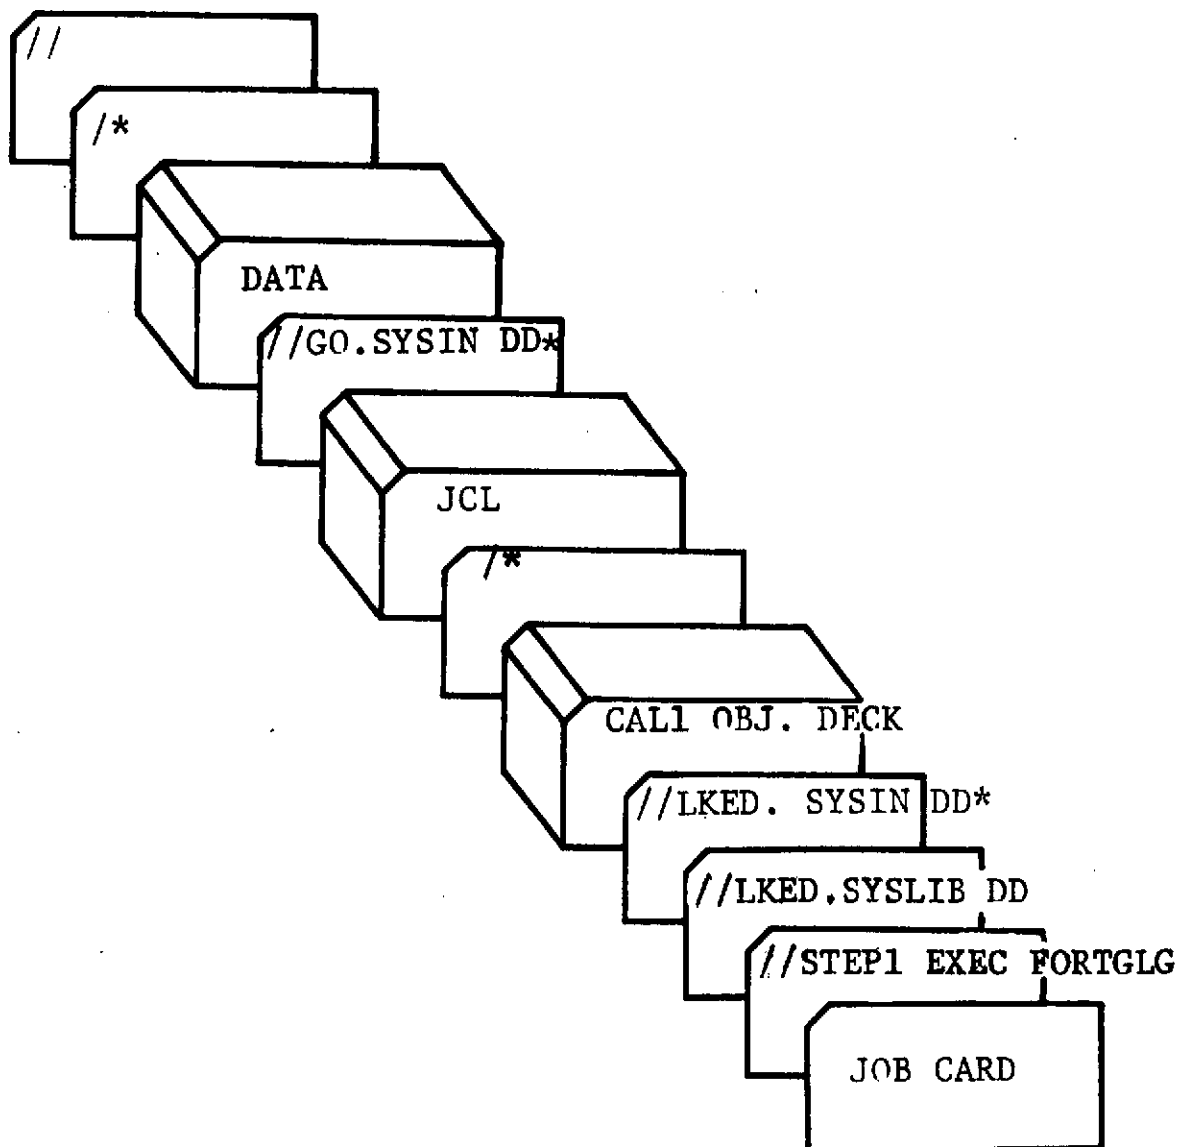 //
/*
DATA
//GO.SYSIN DD*
JCL
/*
CAL1 OBJ. DECK
//LKED. SYSIN DD*
//LKED.SYSLIB DD
//STEP1 EXEC FORTGLG
JOB CARD